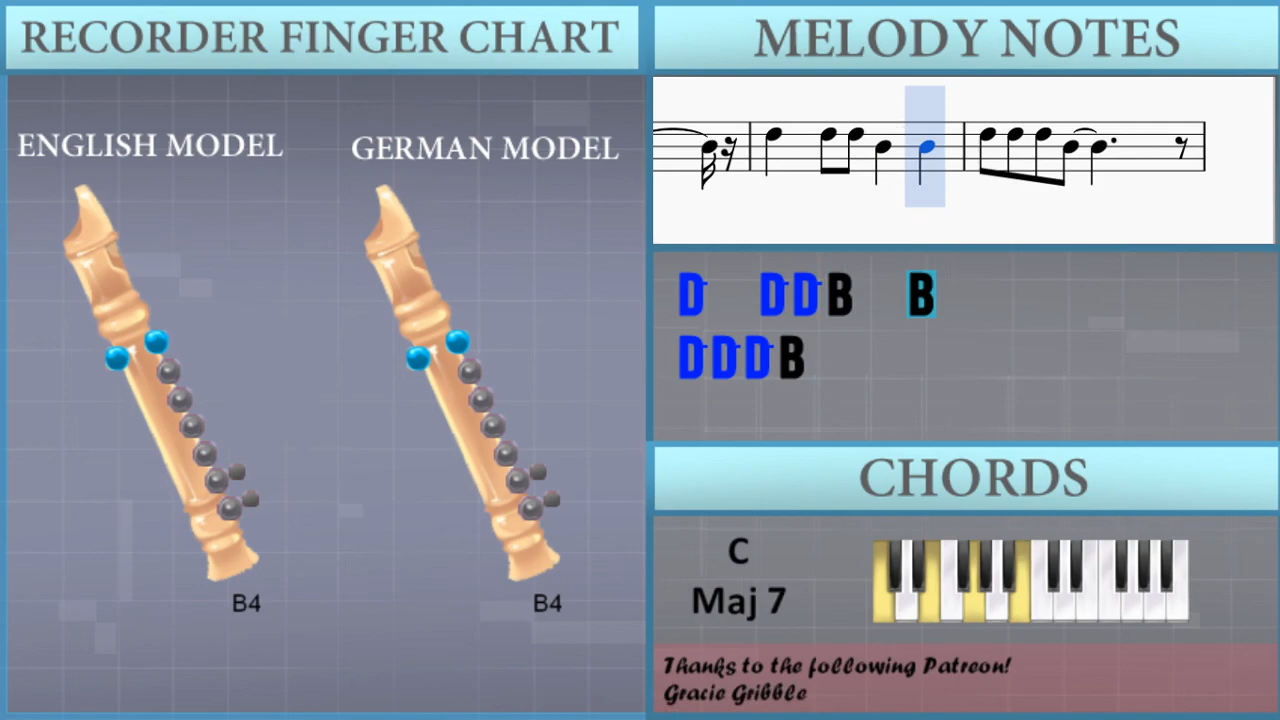 RECORDER FINGER CHART
ENGLISH MODEL
GERMAN MODEL
B4
B4
MELODY NOTES
D DDB B
DDDB
CHORDS
C
Maj 7
Thanks to the following Patreon!
Gracie Gribble